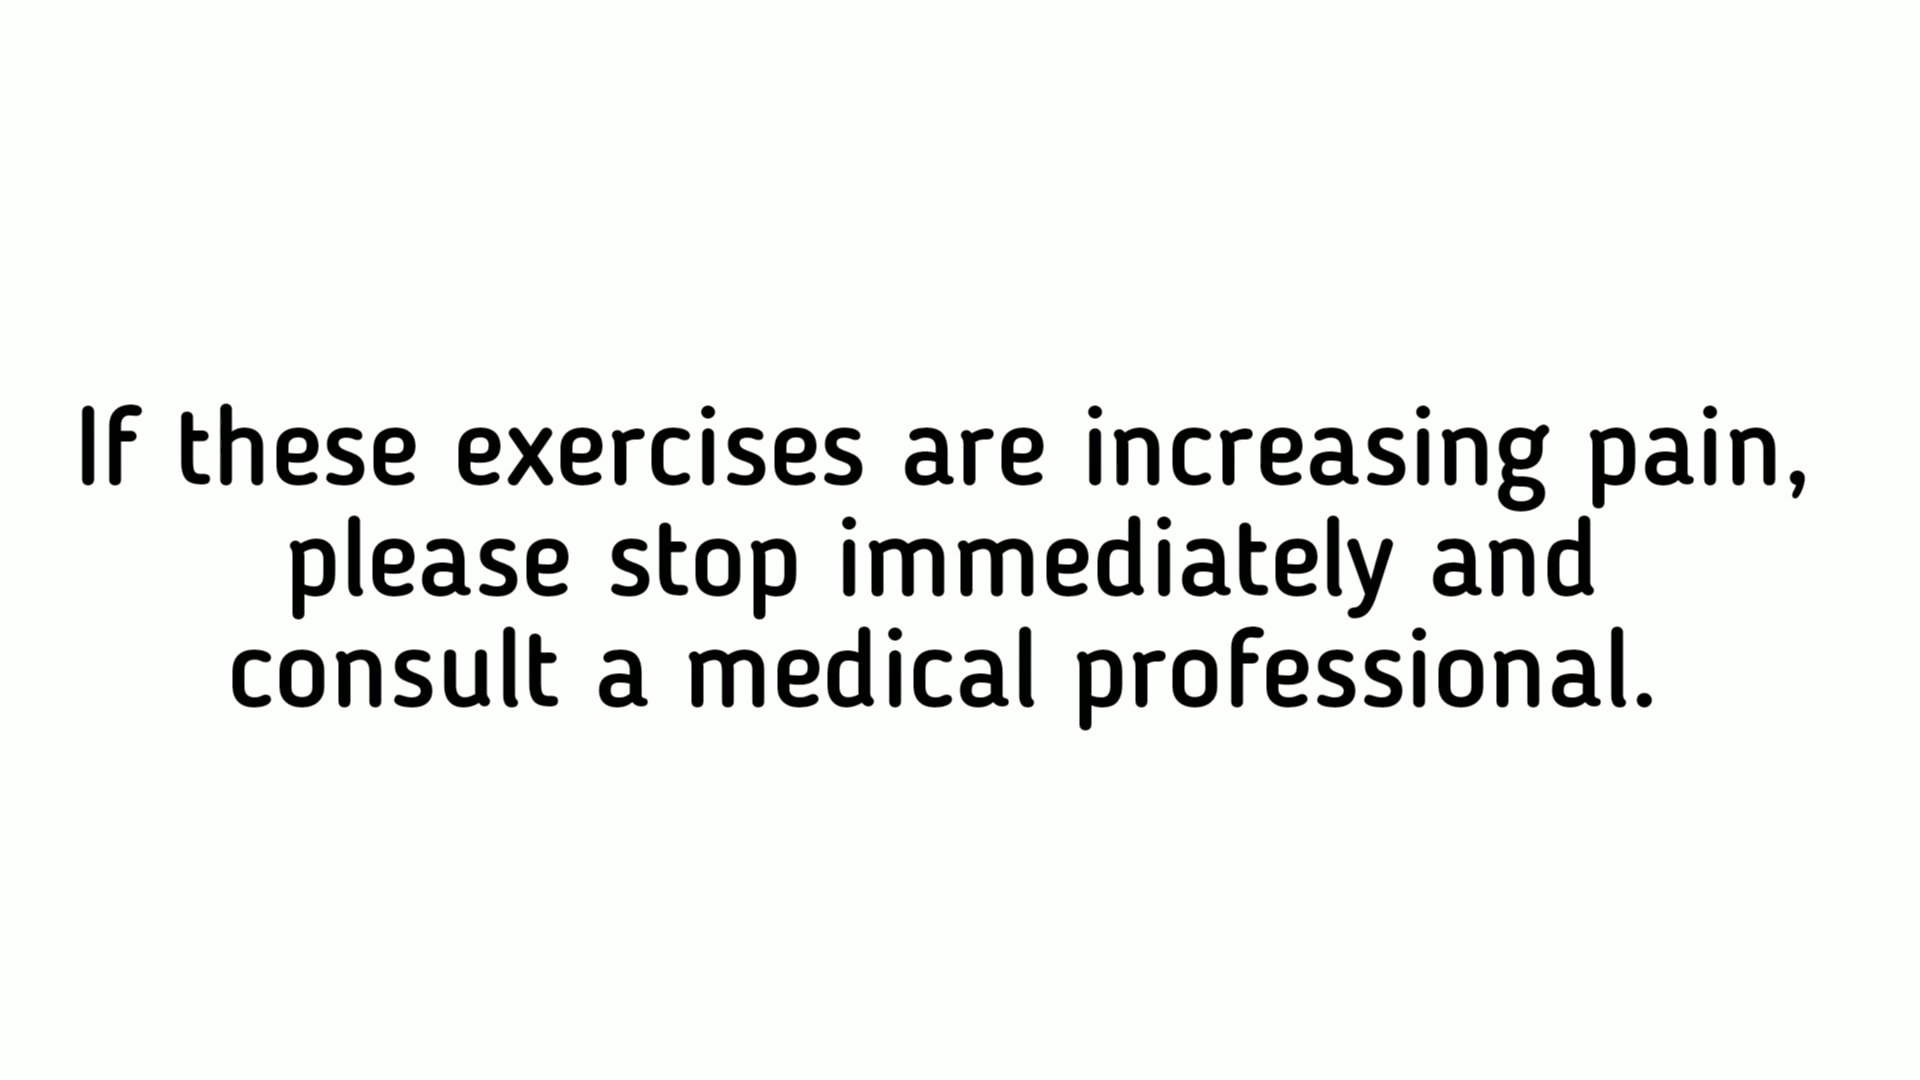 If these exercises are increasing pain,
please stop immediately and
consult a medical professional.